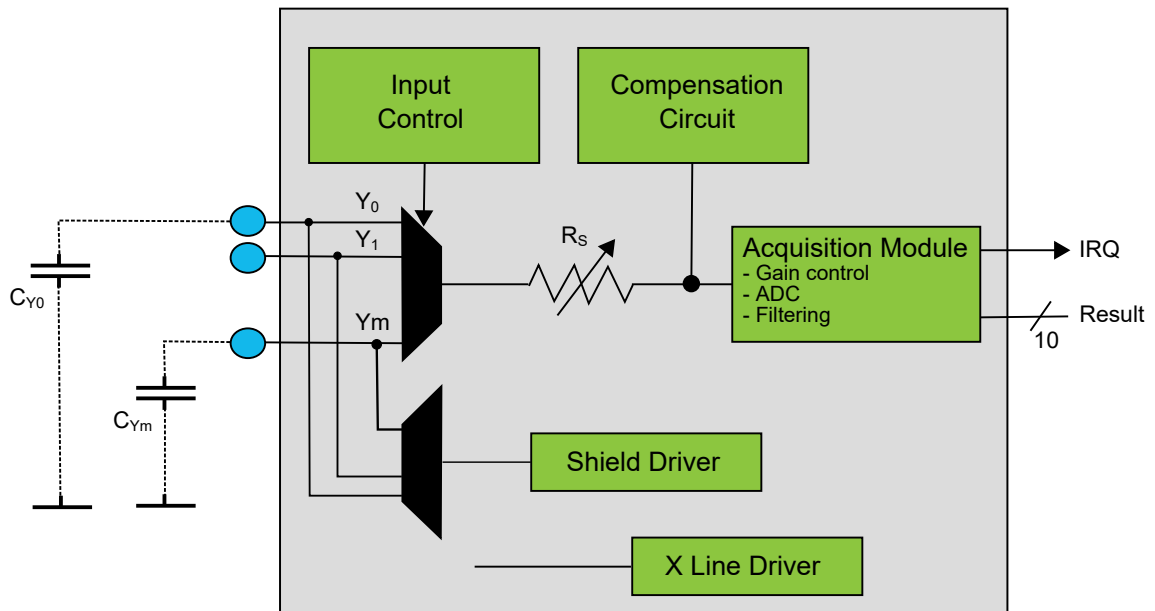 Input
Control
Compensation
Circuit
Y0
Y1
RS
Acquisition Module
- Gain control
- ADC
- Filtering
IRQ
Result
10
CY0
Ym
CYm
Shield Driver
X Line Driver